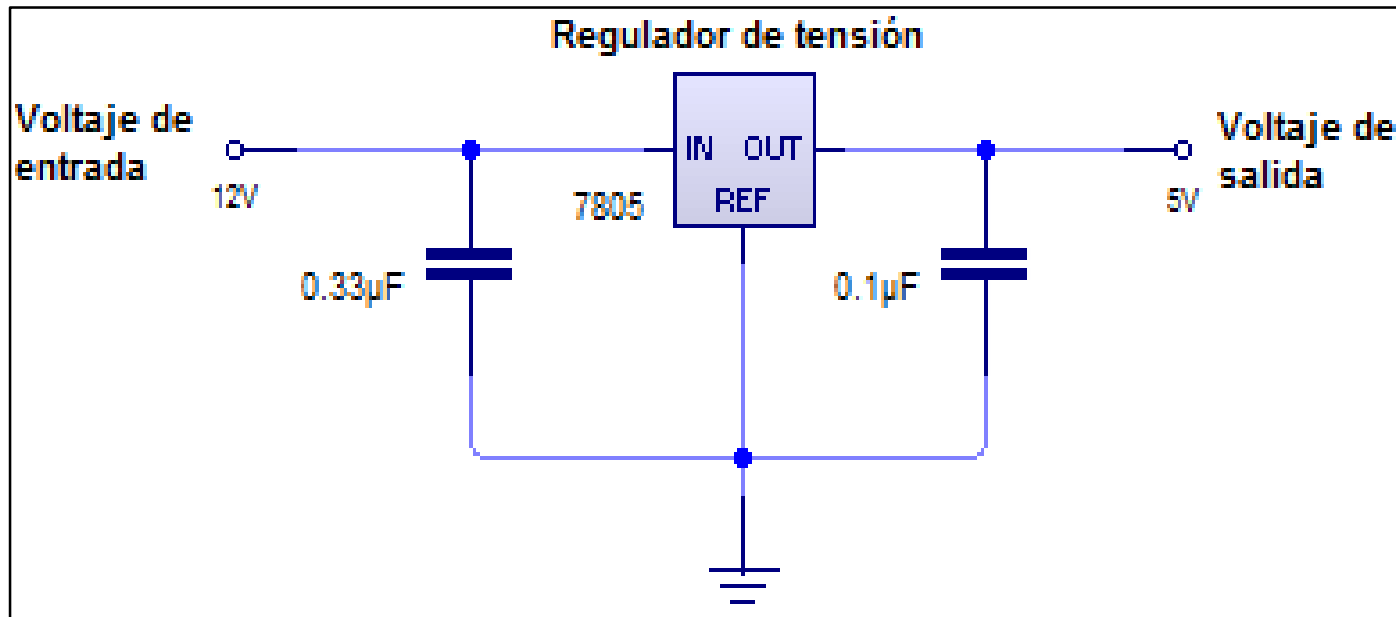 Regulador de tensión
Voltaje de
entrada
12V
IN OUT
REF
7805
Voltaje de
salida
5V
0.33µF
0.1µF